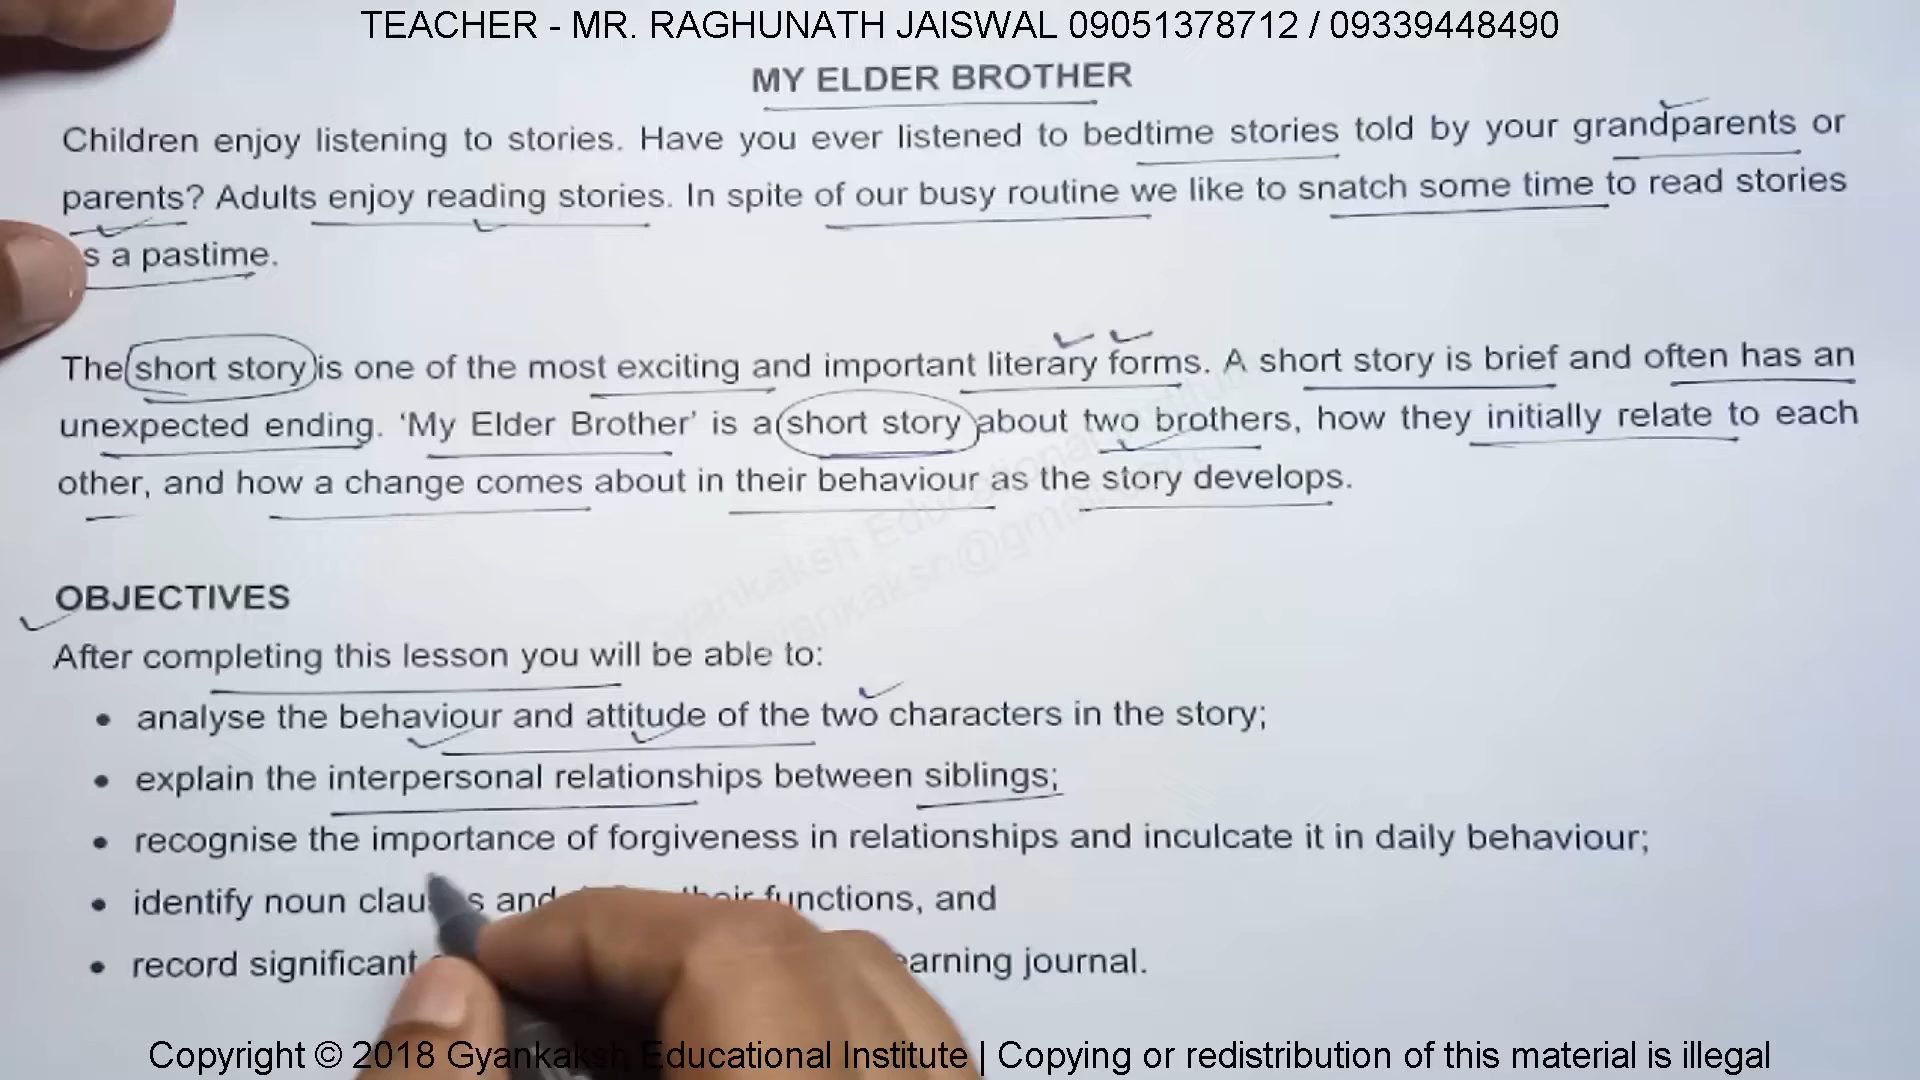 TEACHER - MR. RAGHUNATH JAISWAL 09051378712 / 09339448490
MY ELDER BROTHER
Children enjoy listening to stories. Have you ever listened to bedtime stories told by your grandparents or
parents? Adults enjoy reading stories. In spite of our busy routine we like to snatch some time to read stories
s a pastime.
The short story is one of the most exciting and important literary forms. A short story is brief and often has an
unexpected ending. ‘My Elder Brother’ is a short story about two brothers, how they initially relate to each
other, and how a change comes about in their behaviour as the story develops.
OBJECTIVES
After completing this lesson you will be able to:
• analyse the behaviour and attitude of the two characters in the story;
• explain the interpersonal relationships between siblings;
• recognise the importance of forgiveness in relationships and inculcate it in daily behaviour;
• identify noun and functions, and
• record significant journal.
Copyright © 2018 Gyankaksh Educational Institute | Copying or redistribution of this material is illegal